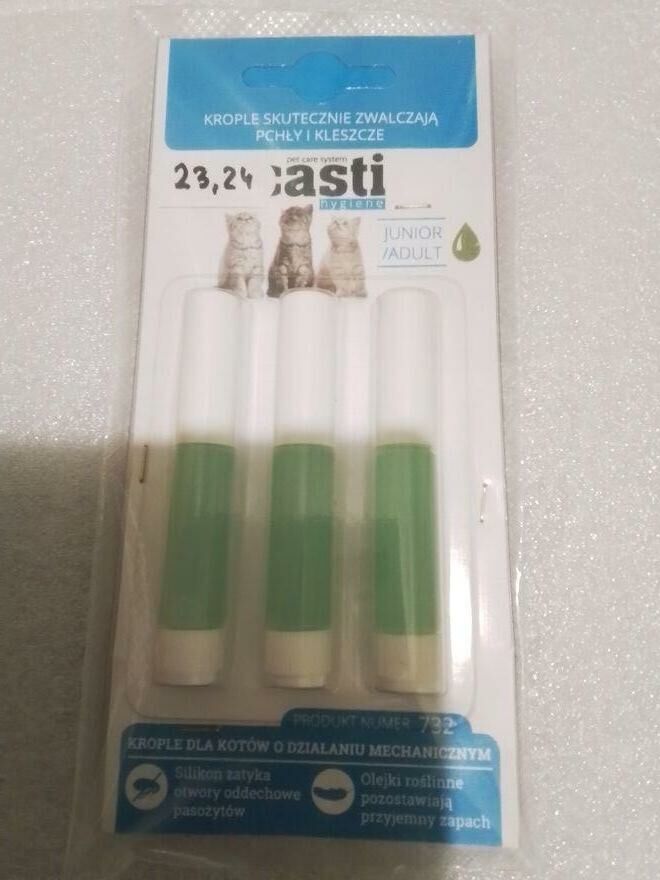 KROPLE SKUTECZNIE ZWALCZAJĄ
PCHŁY I KLESZCZE
pet care system
23,24
asti
hygiene
JUNIOR
/ADULT
PRODUKT NUMER 732
KROPLE DLA KOTÓW O DZIAŁANIU MECHANICZNYM
Silikon zatyka
otwory oddechowe
pasożytów
Olejki roślinne
pozostawiają
przyjemny zapach